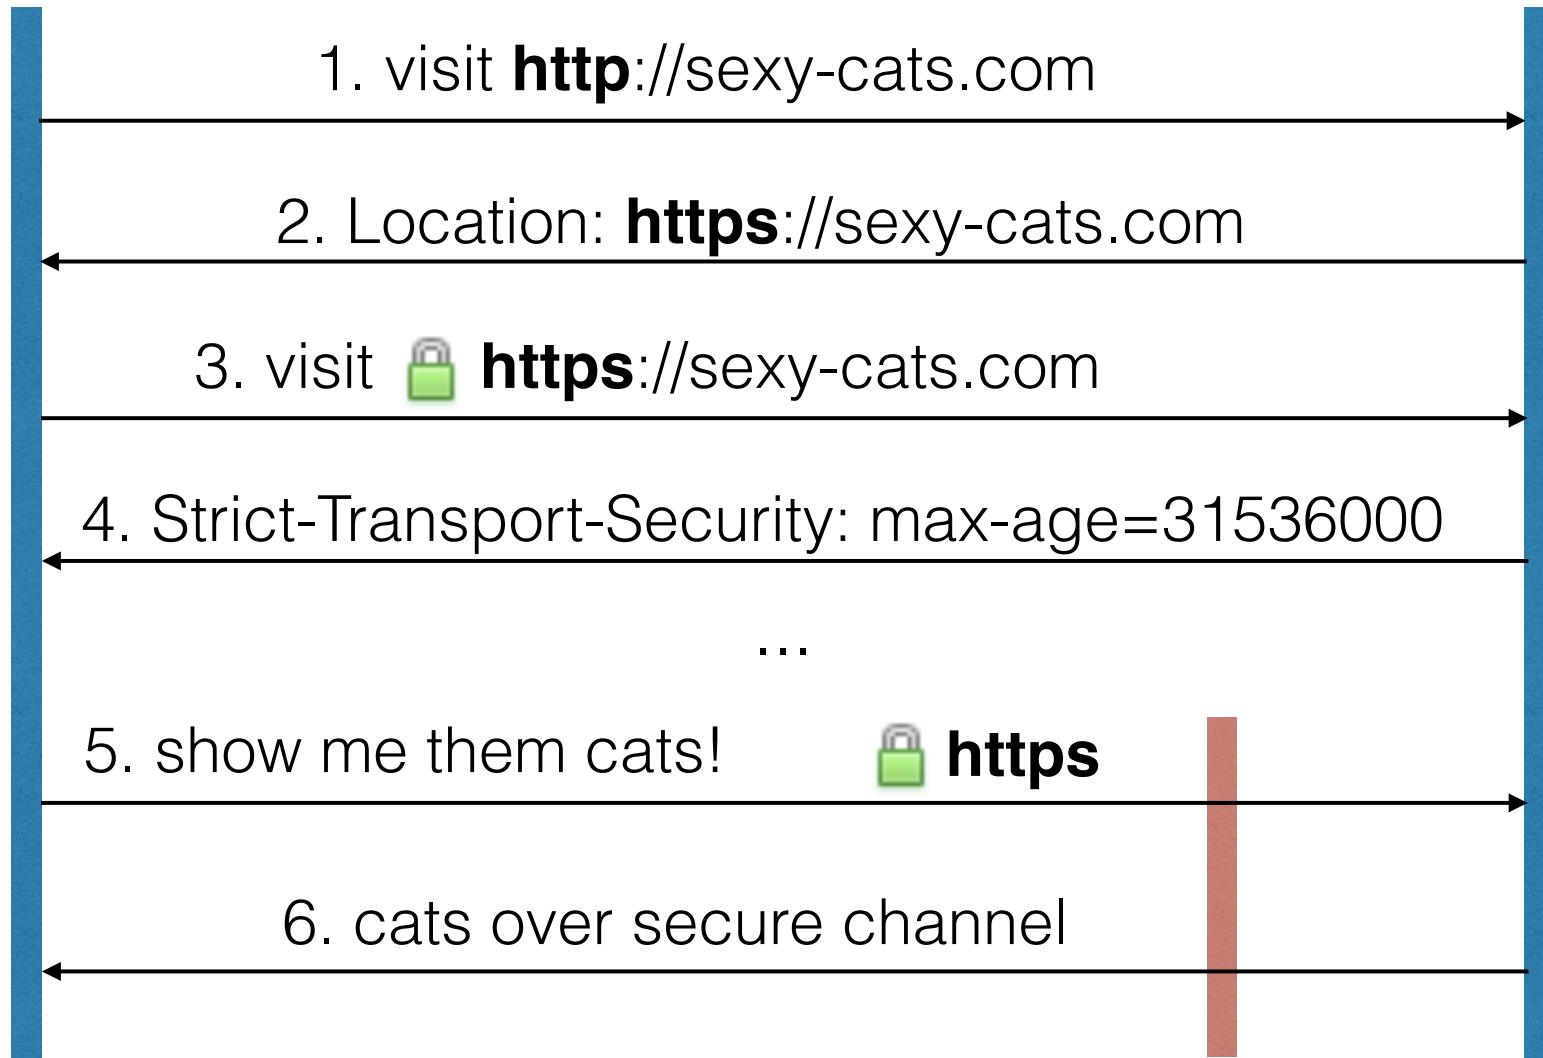 1. visit http://sexy-cats.com
2. Location: https://sexy-cats.com
3. visit https://sexy-cats.com
4. Strict-Transport-Security: max-age=31536000
...
5. show me them cats! https
6. cats over secure channel